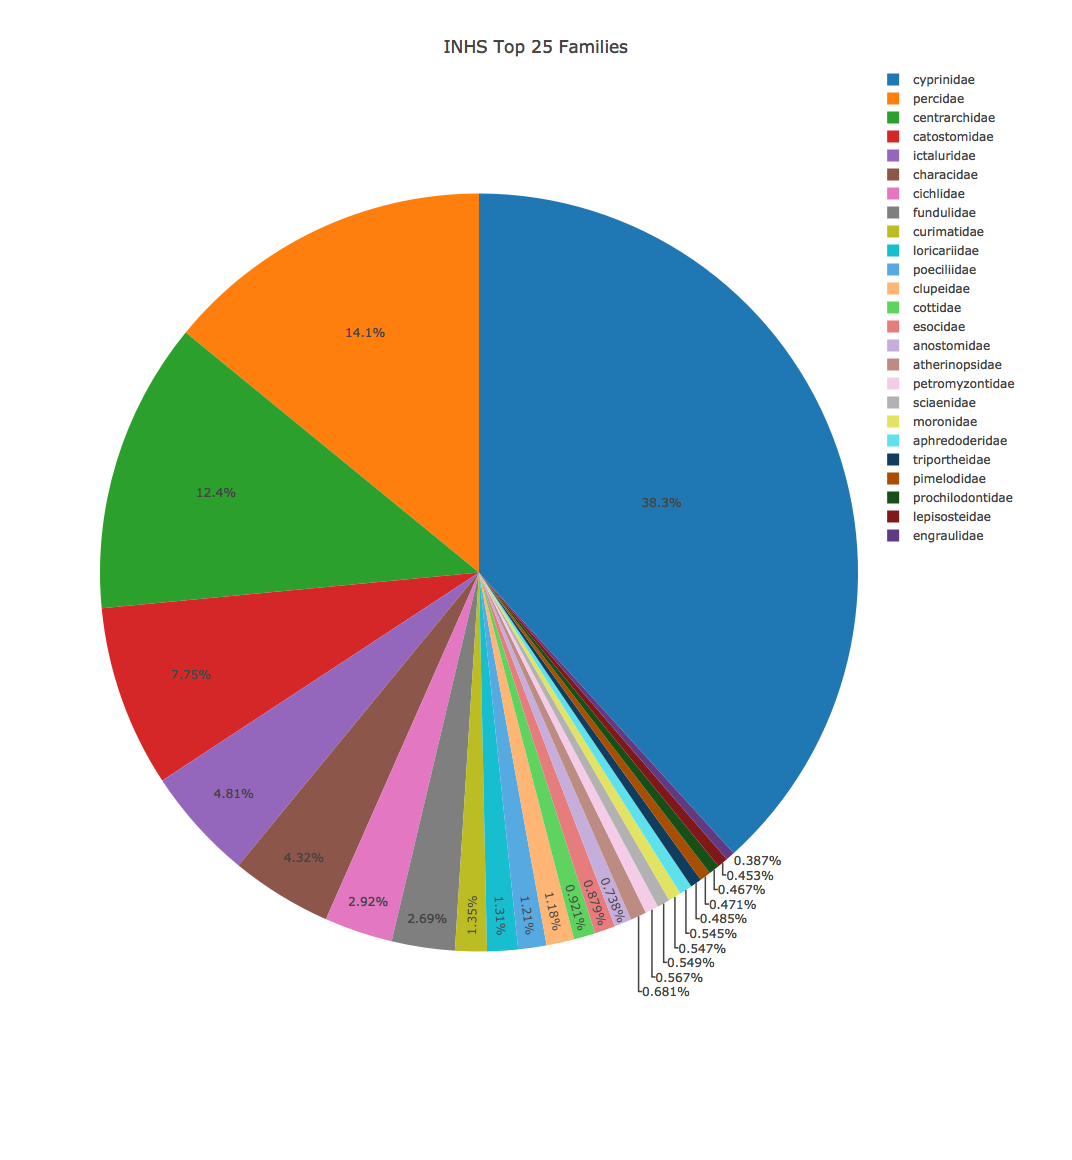 INHS Top 25 Families
cyprinidae
percidae
centrarchidae
catostomidae
ictaluridae
characidae
cichlidae
fundulidae
curimatidae
loricariidae
poeciliidae
clupeidae
cottidae
esocidae
anostomidae
atherinopsidae
petromyzontidae
sciaenidae
moronidae
aphredoderidae
triportheidae
pimelodidae
prochilodontidae
lepisosteidae
engraulidae
38.3%
14.1%
12.4%
7.75%
4.81%
4.32%
2.92%
2.69%
1.35%
1.31%
1.21%
1.18%
0.921%
0.879%
0.738%
0.681%
0.567%
0.549%
0.547%
0.545%
0.485%
0.471%
0.467%
0.453%
0.387%